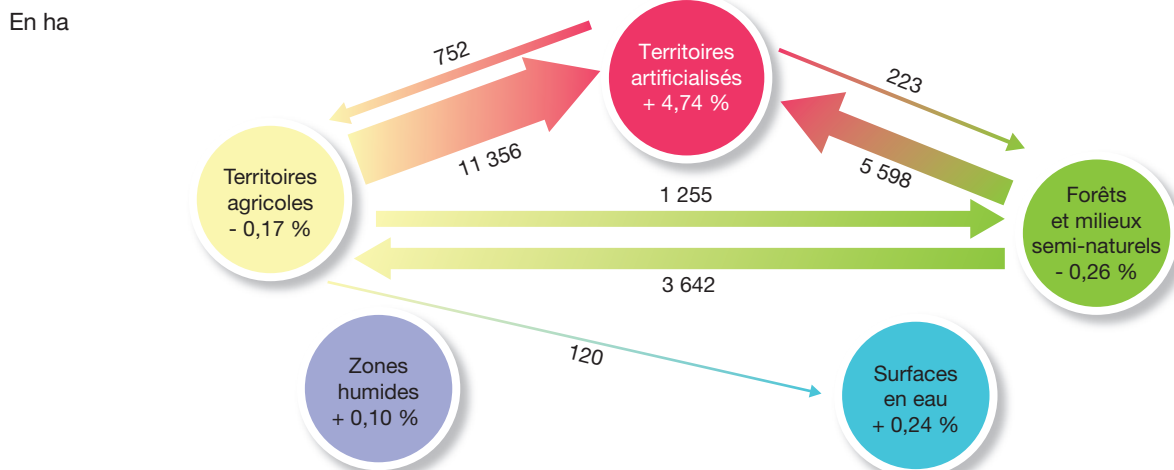 En ha
752
Territoires
artificialisés
+ 4,74 %
223
11 356
5 598
Territoires
agricoles
- 0,17 %
1 255
Forêts
et milieux
semi-naturels
- 0,26 %
3 642
120
Zones
humides
+ 0,10 %
Surfaces
en eau
+ 0,24 %